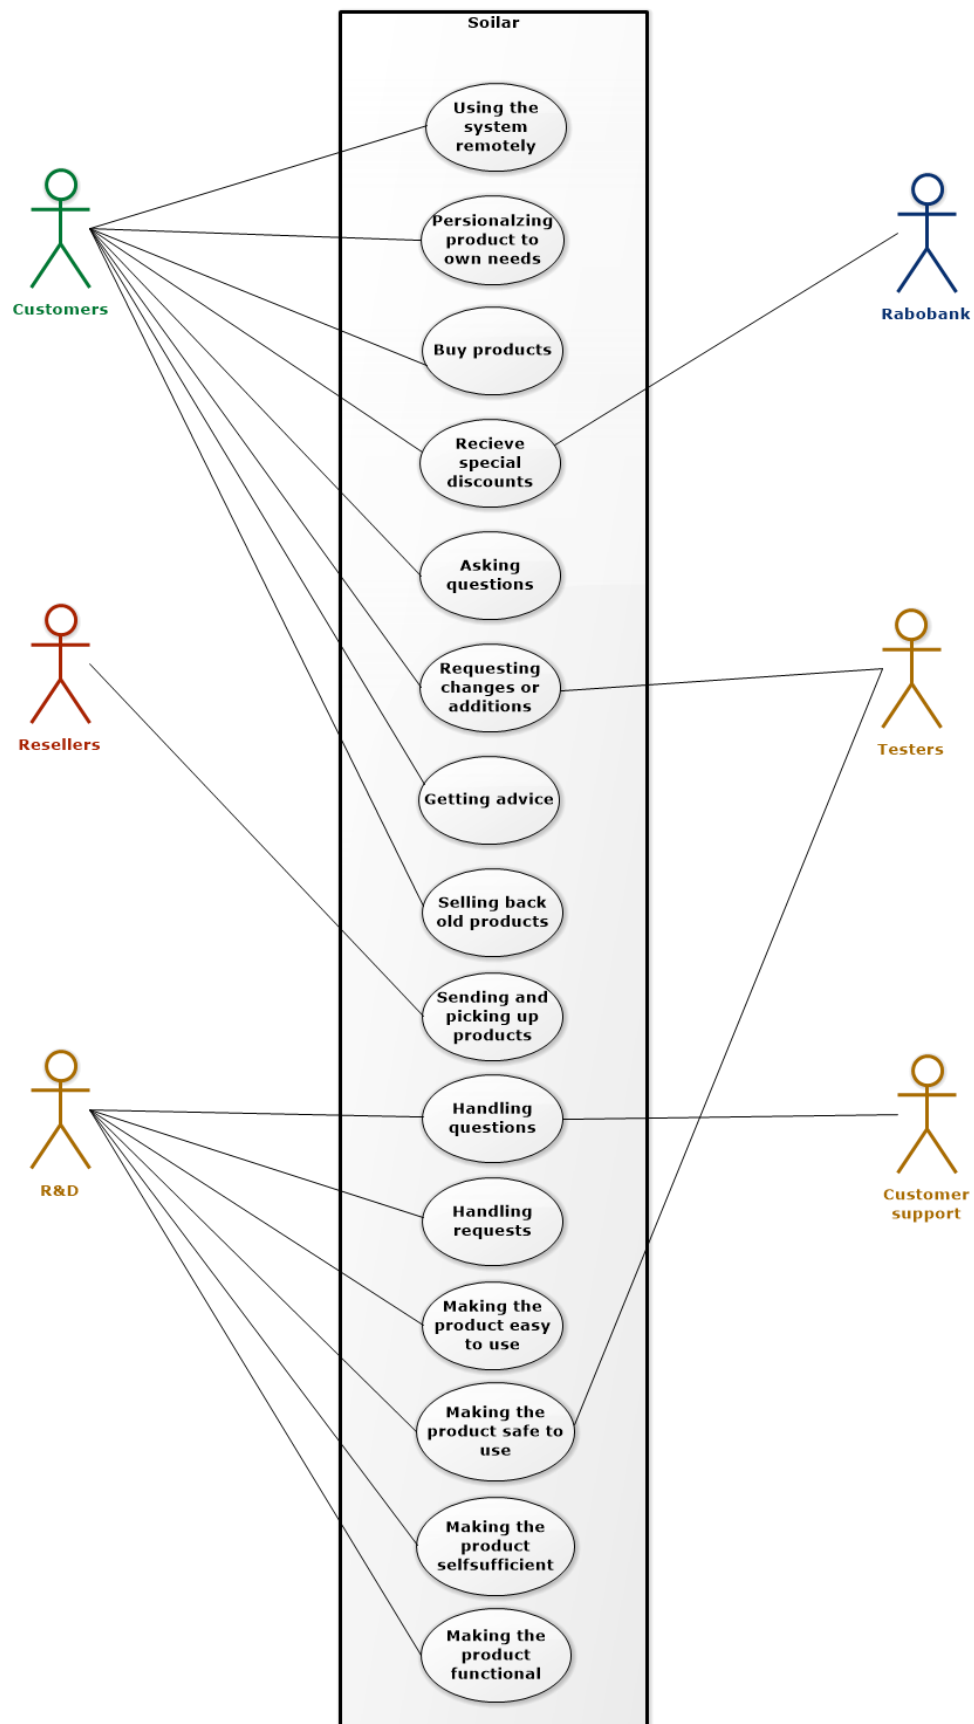 Soilar
Using the
system
remotely
Customers
Rabobank
Persionalzing
product to
own needs
Buy products
Recieve
special
discounts
Asking
questions
Resellers
Testers
Requesting
changes or
additions
Getting advice
Selling back
old products
Sending and
picking up
products
R&D
Customer
support
Handling
questions
Handling
requests
Making the
product easy
to use
Making the
product safe to
use
Making the
product
selfsufficient
Making the
product
functional